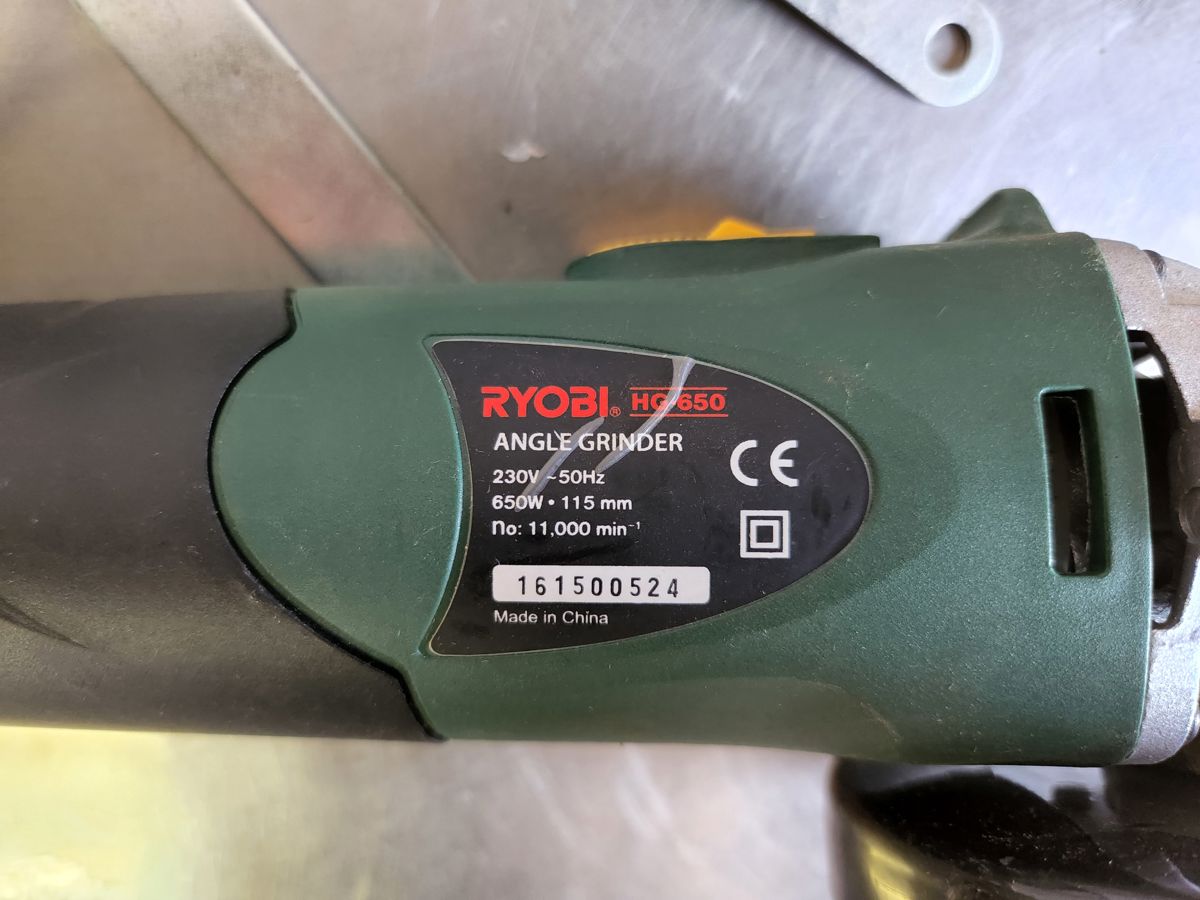 RYOBI® HG-650
ANGLE GRINDER
230V ~ 50Hz
650W • 115 mm
no: 11,000 min⁻¹
CE
161500524
Made in China